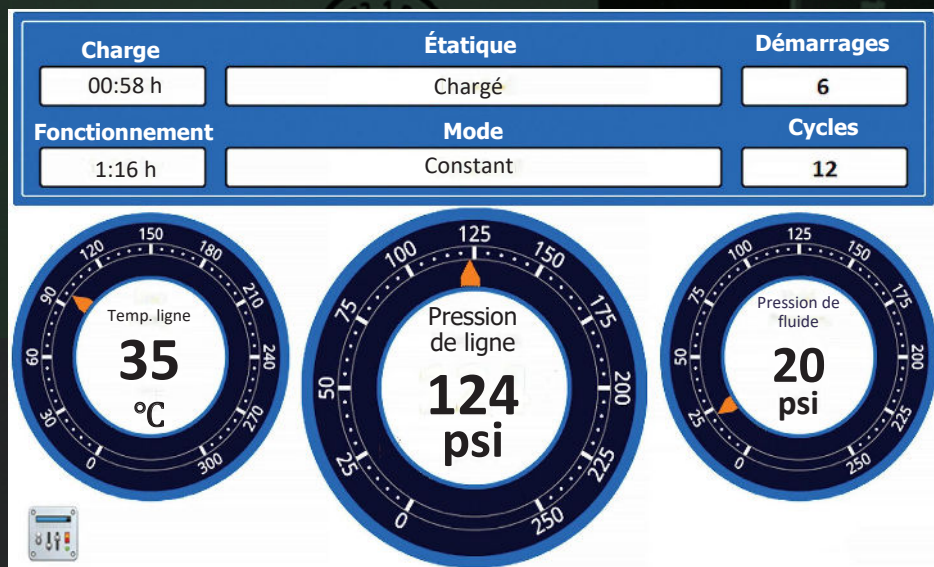 Charge
Étatique
Démarrages
00:58 h
Chargé
6
Fonctionnement
Mode
Cycles
1:16 h
Constant
12
0
30
60
90
120
150
180
210
240
270
300
Temp. ligne
35
°C
0
25
50
75
100
125
150
175
200
225
250
Pression
de ligne
124
psi
0
25
50
75
100
125
150
175
200
225
250
Pression de
fluide
20
psi